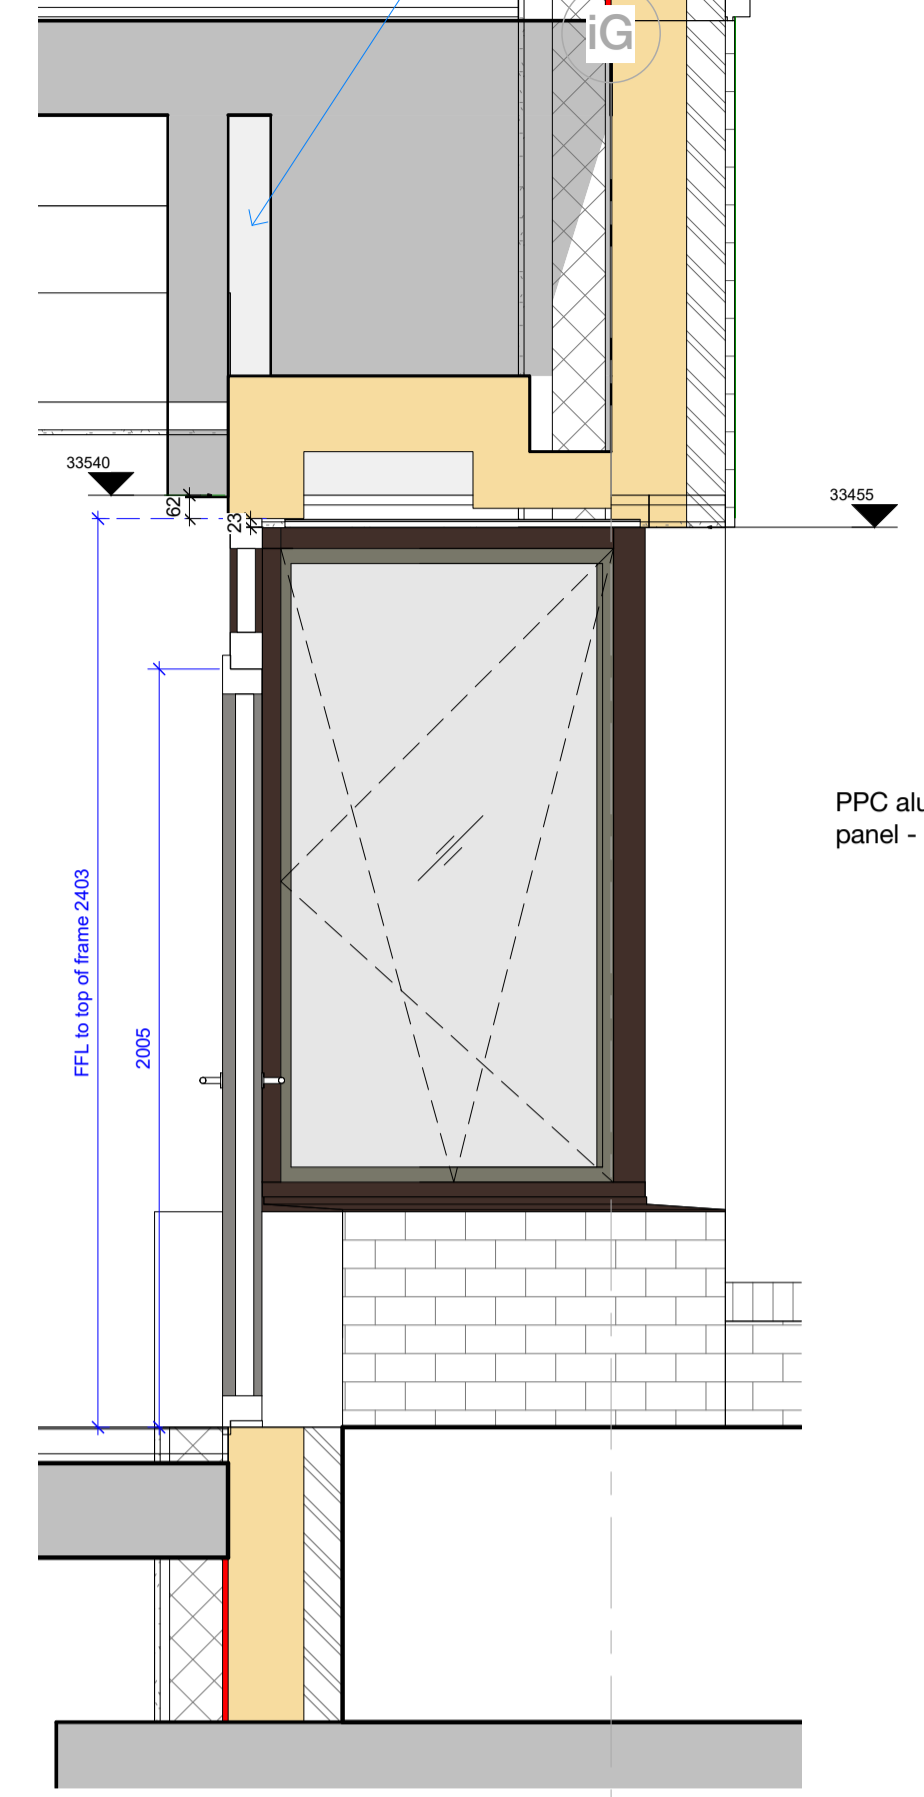 iG
33540
62
23
33455
PPC alu
panel -
FFL to top of frame 2403
2005